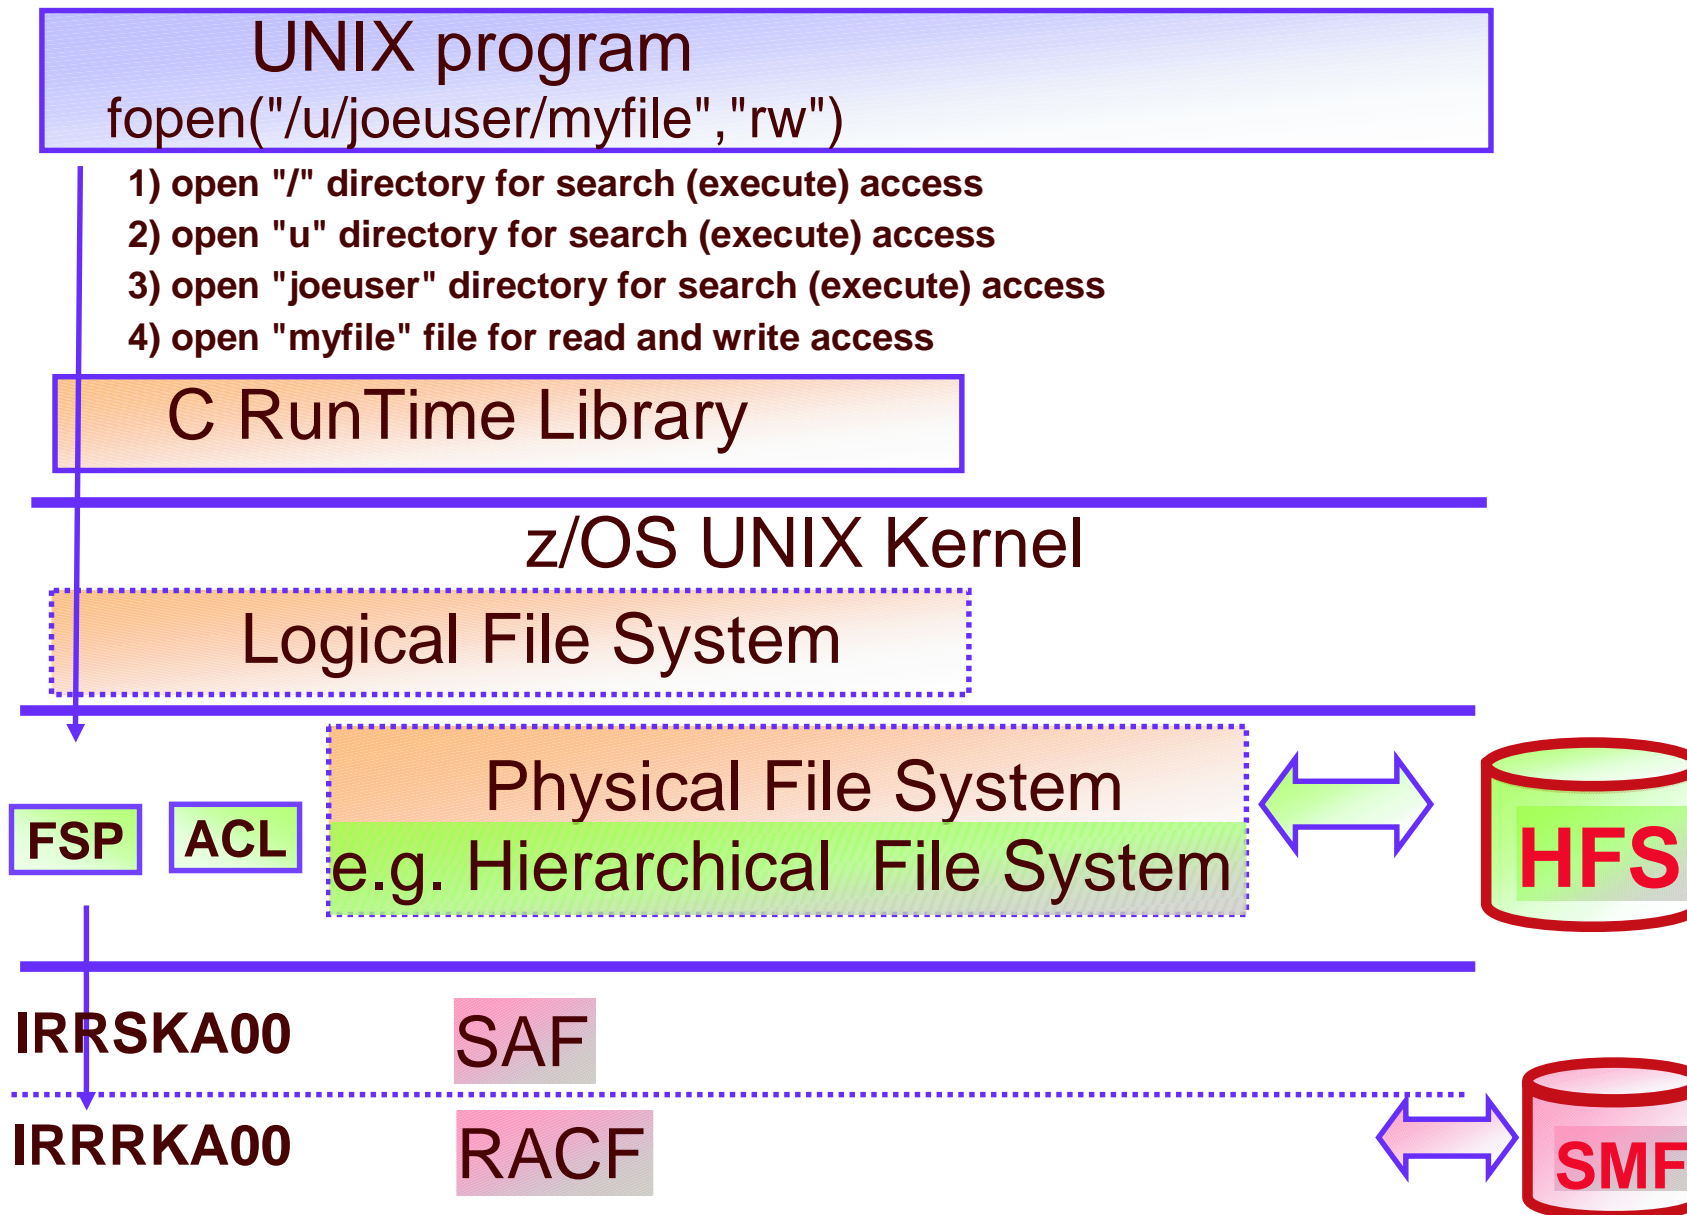 UNIX program
fopen("/u/joeuser/myfile","rw")
1) open "/" directory for search (execute) access
2) open "u" directory for search (execute) access
3) open "joeuser" directory for search (execute) access
4) open "myfile" file for read and write access
C RunTime Library
z/OS UNIX Kernel
Logical File System
Physical File System
e.g. Hierarchical File System
FSP
ACL
HFS
IRRSKA00
SAF
IRRRKA00
RACF
SMF